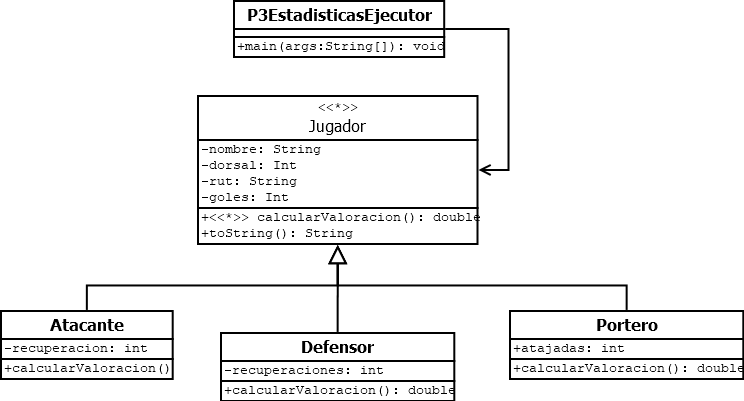 P3EstadisticasEjecutor
+main(args:String[]): void
<<*>>
Jugador
-nombre: String
-dorsal: Int
-rut: String
-goles: Int
+<<*>> calcularValoracion(): double
+toString(): String
Atacante
-recuperacion: int
+calcularValoracion()
Defensor
-recuperaciones: int
+calcularValoracion(): double
Portero
+atajadas: int
+calcularValoracion(): double